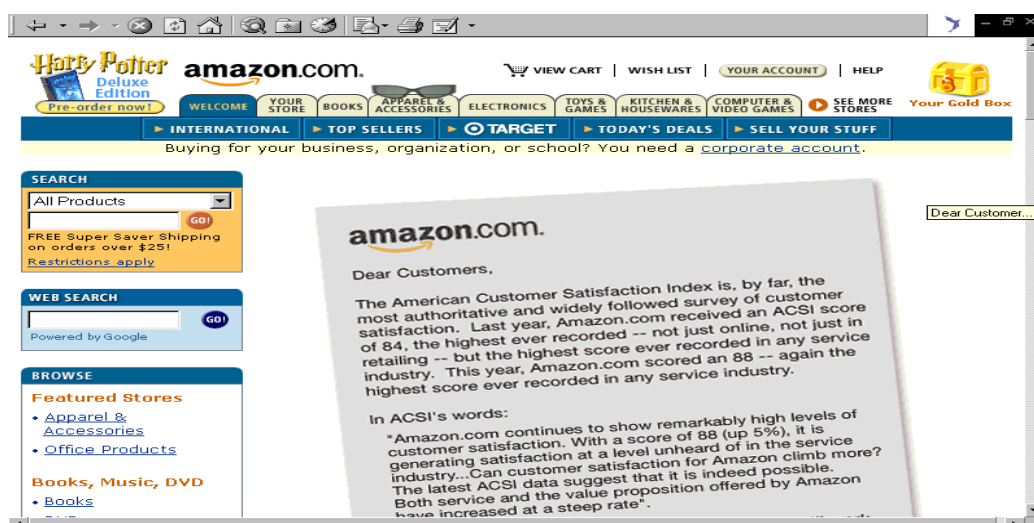 Harry Potter
Deluxe
Edition
Pre-order now!
amazon.com.
VIEW CART | WISH LIST | YOUR ACCOUNT | HELP
Your Gold Box
WELCOME
YOUR STORE
BOOKS
APPAREL & ACCESSORIES
ELECTRONICS
TOYS & GAMES
KITCHEN & HOUSEWARES
COMPUTER & VIDEO GAMES
SEE MORE STORES
INTERNATIONAL
TOP SELLERS
TARGET
TODAY'S DEALS
SELL YOUR STUFF
Buying for your business, organization, or school? You need a corporate account.
SEARCH
All Products
GO!
FREE Super Saver Shipping
on orders over $25!
Restrictions apply
WEB SEARCH
GO!
Powered by Google
BROWSE
Featured Stores
• Apparel &
Accessories
• Office Products
Books, Music, DVD
• Books
amazon.com.
Dear Customers,
The American Customer Satisfaction Index is, by far, the
most authoritative and widely followed survey of customer
satisfaction. Last year, Amazon.com received an ACSI score
of 84, the highest ever recorded -- not just online, not just in
retailing -- but the highest score ever recorded in any service
industry. This year, Amazon.com scored an 88 -- again the
highest score ever recorded in any service industry.
In ACSI's words:
"Amazon.com continues to show remarkably high levels of
customer satisfaction. With a score of 88 (up 5%), it is
generating satisfaction at a level unheard of in the service
industry...Can customer satisfaction for Amazon climb more?
The latest ACSI data suggest that it is indeed possible.
Both service and the value proposition offered by Amazon
have increased at a steep rate".
Dear Customer...